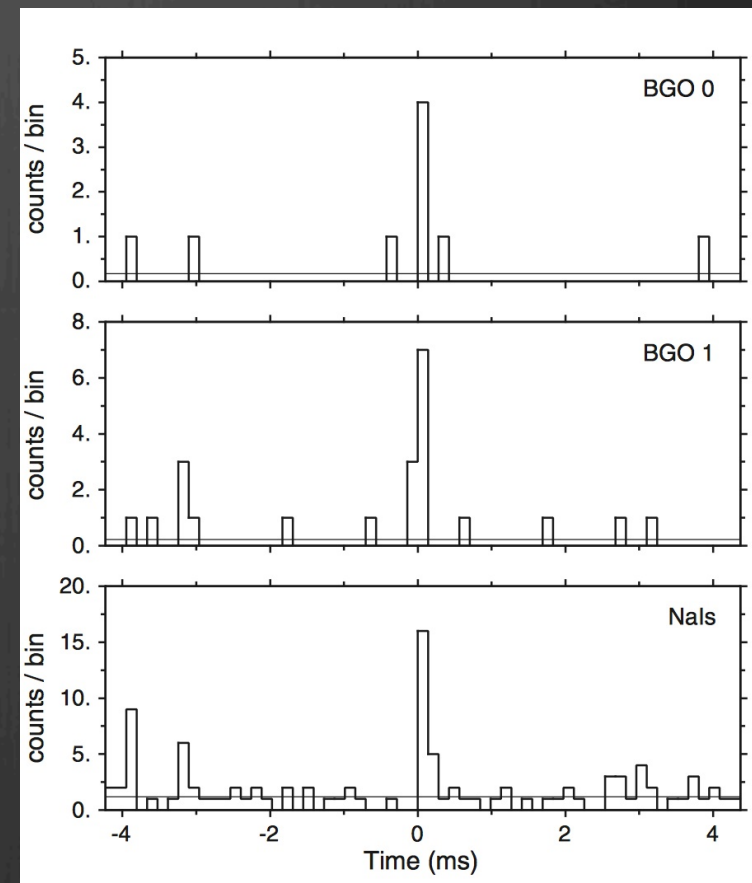 5.
4.
3.
2.
1.
0.
counts / bin
BGO 0
8.
6.
4.
2.
0.
counts / bin
BGO 1
20.
15.
10.
5.
0.
counts / bin
NaIs
-4 -2 0 2 4
Time (ms)